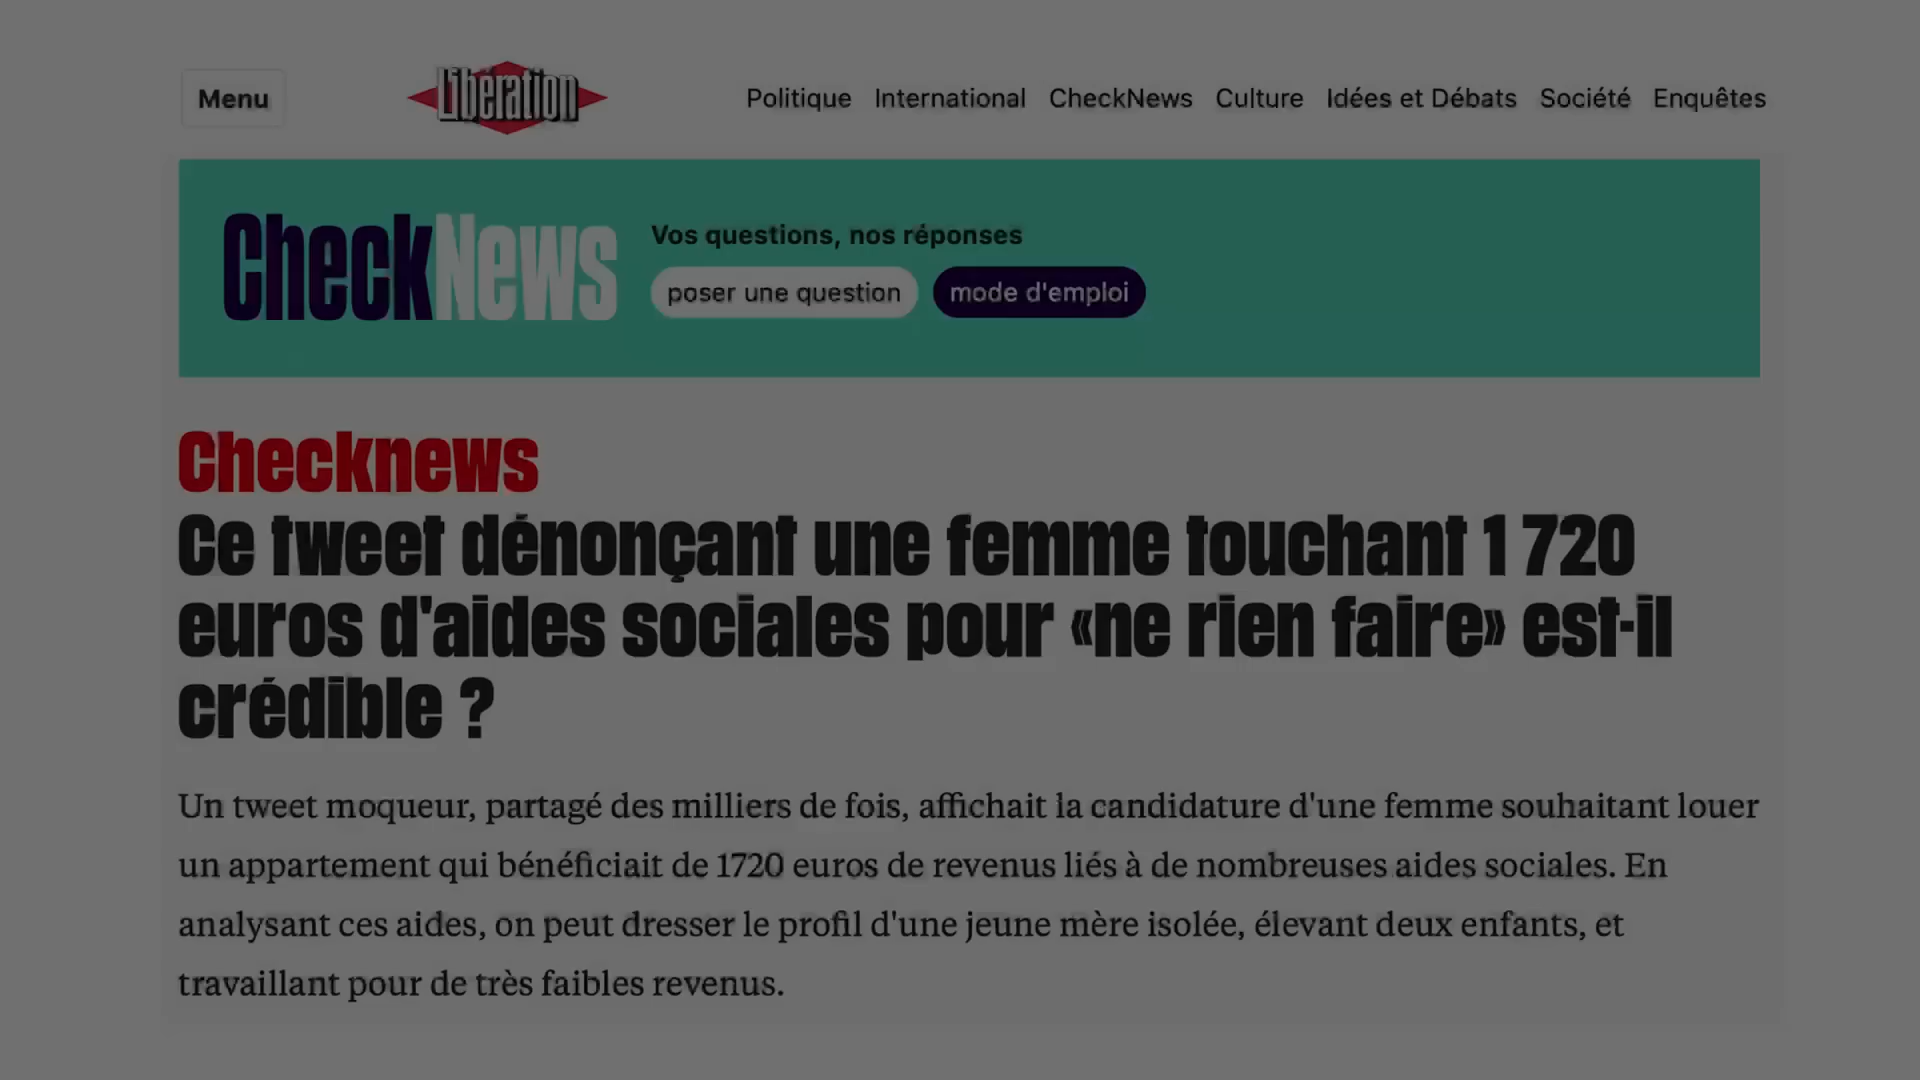 Menu
Libération
Politique International CheckNews Culture Idées et Débats Société Enquêtes
CheckNews
Vos questions, nos réponses
poser une question
mode d'emploi
Checknews
Ce tweet dénonçant une femme touchant 1 720
euros d'aides sociales pour «ne rien faire» est-il
crédible ?
Un tweet moqueur, partagé des milliers de fois, affichait la candidature d'une femme souhaitant louer
un appartement qui bénéficiait de 1720 euros de revenus liés à de nombreuses aides sociales. En
analysant ces aides, on peut dresser le profil d'une jeune mère isolée, élevant deux enfants, et
travaillant pour de très faibles revenus.